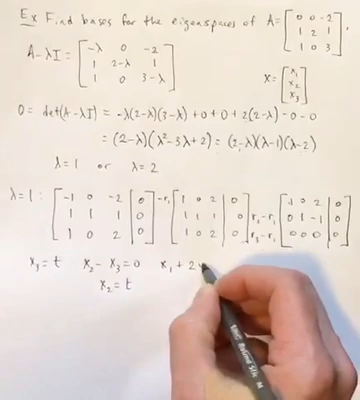 Ex Find bases for the eigenspaces of A = [0 0 -2; 1 2 1; 1 0 3]
A-λI = [-λ 0 -2; 1 2-λ 1; 1 0 3-λ] x = [x₁; x₂; x₃]
0 = det(A-λI) = -λ(2-λ)(3-λ)+0+0+2(2-λ)-0-0
= (2-λ)(λ²-3λ+2) = (2-λ)(λ-1)(λ-2)
λ=1 or λ=2
λ=1: [-1 0 -2 | 0; 1 1 1 | 0; 1 0 2 | 0] -r₁ [1 0 2 | 0; 1 1 1 | 0; 1 0 2 | 0] r₂-r₁ r₃-r₁ [1 0 2 | 0; 0 1 -1 | 0; 0 0 0 | 0]
x₃ = t x₂ - x₃ = 0 x₁ + 2
x₂ = t